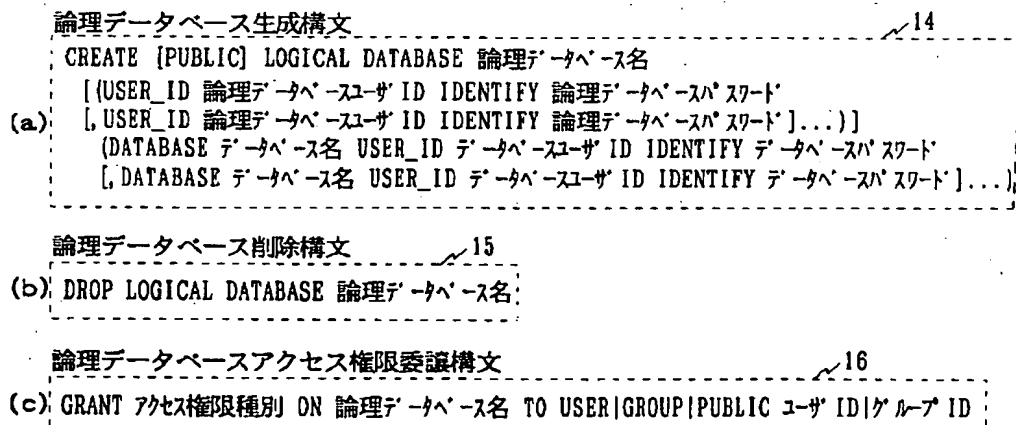 論理データベース生成構文 14
CREATE [PUBLIC] LOGICAL DATABASE 論理ﾃﾞｰﾀﾍﾞｰｽ名
[(USER_ID 論理ﾃﾞｰﾀﾍﾞｰｽﾕｰｻﾞID IDENTIFY 論理ﾃﾞｰﾀﾍﾞｰｽﾊﾟｽﾜｰﾄﾞ
(a) [,USER_ID 論理ﾃﾞｰﾀﾍﾞｰｽﾕｰｻﾞID IDENTIFY 論理ﾃﾞｰﾀﾍﾞｰｽﾊﾟｽﾜｰﾄﾞ]...)]
(DATABASE ﾃﾞｰﾀﾍﾞｰｽ名 USER_ID ﾃﾞｰﾀﾍﾞｰｽﾕｰｻﾞID IDENTIFY ﾃﾞｰﾀﾍﾞｰｽﾊﾟｽﾜｰﾄﾞ
[,DATABASE ﾃﾞｰﾀﾍﾞｰｽ名 USER_ID ﾃﾞｰﾀﾍﾞｰｽﾕｰｻﾞID IDENTIFY ﾃﾞｰﾀﾍﾞｰｽﾊﾟｽﾜｰﾄﾞ]...)
論理データベース削除構文 15
(b) DROP LOGICAL DATABASE 論理ﾃﾞｰﾀﾍﾞｰｽ名
論理データベースアクセス権限委譲構文 16
(c) GRANT ｱｸｾｽ権限種別 ON 論理ﾃﾞｰﾀﾍﾞｰｽ名 TO USER|GROUP|PUBLIC ﾕｰｻﾞID|ｸﾞﾙｰﾌﾟID